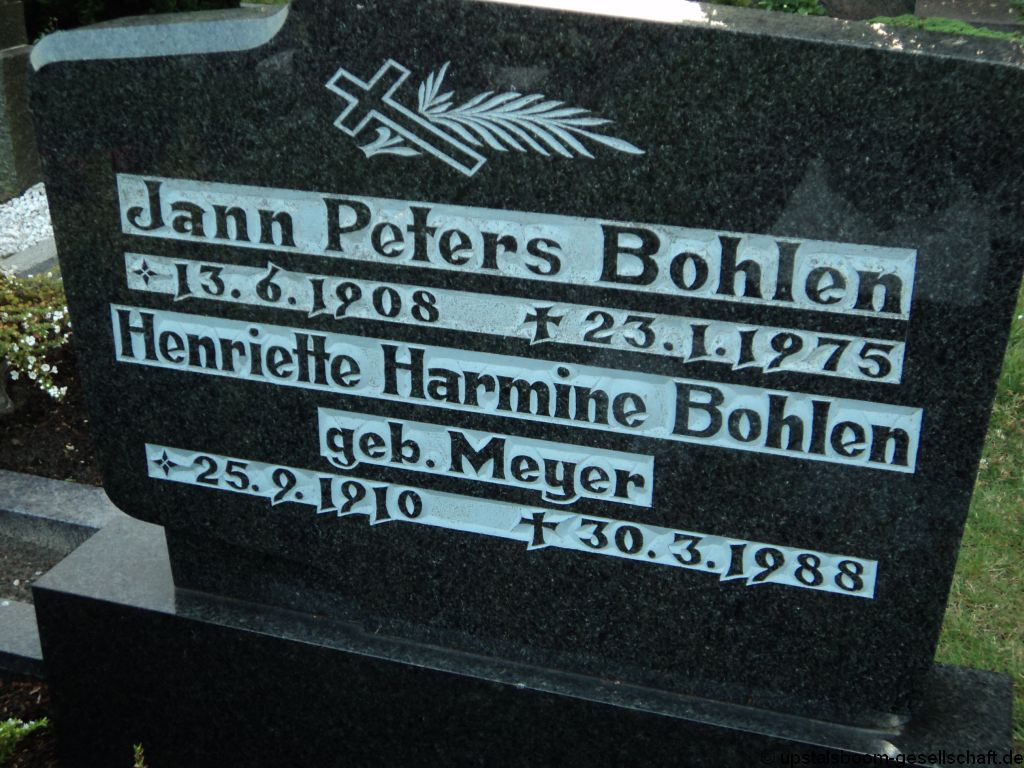 Jann Peters Bohlen
13.6.1908 † 23.1.1975
Henriette Harmine Bohlen
geb. Meyer
25.9.1910 † 30.3.1988
© upstalsboom-gesellschaft.de